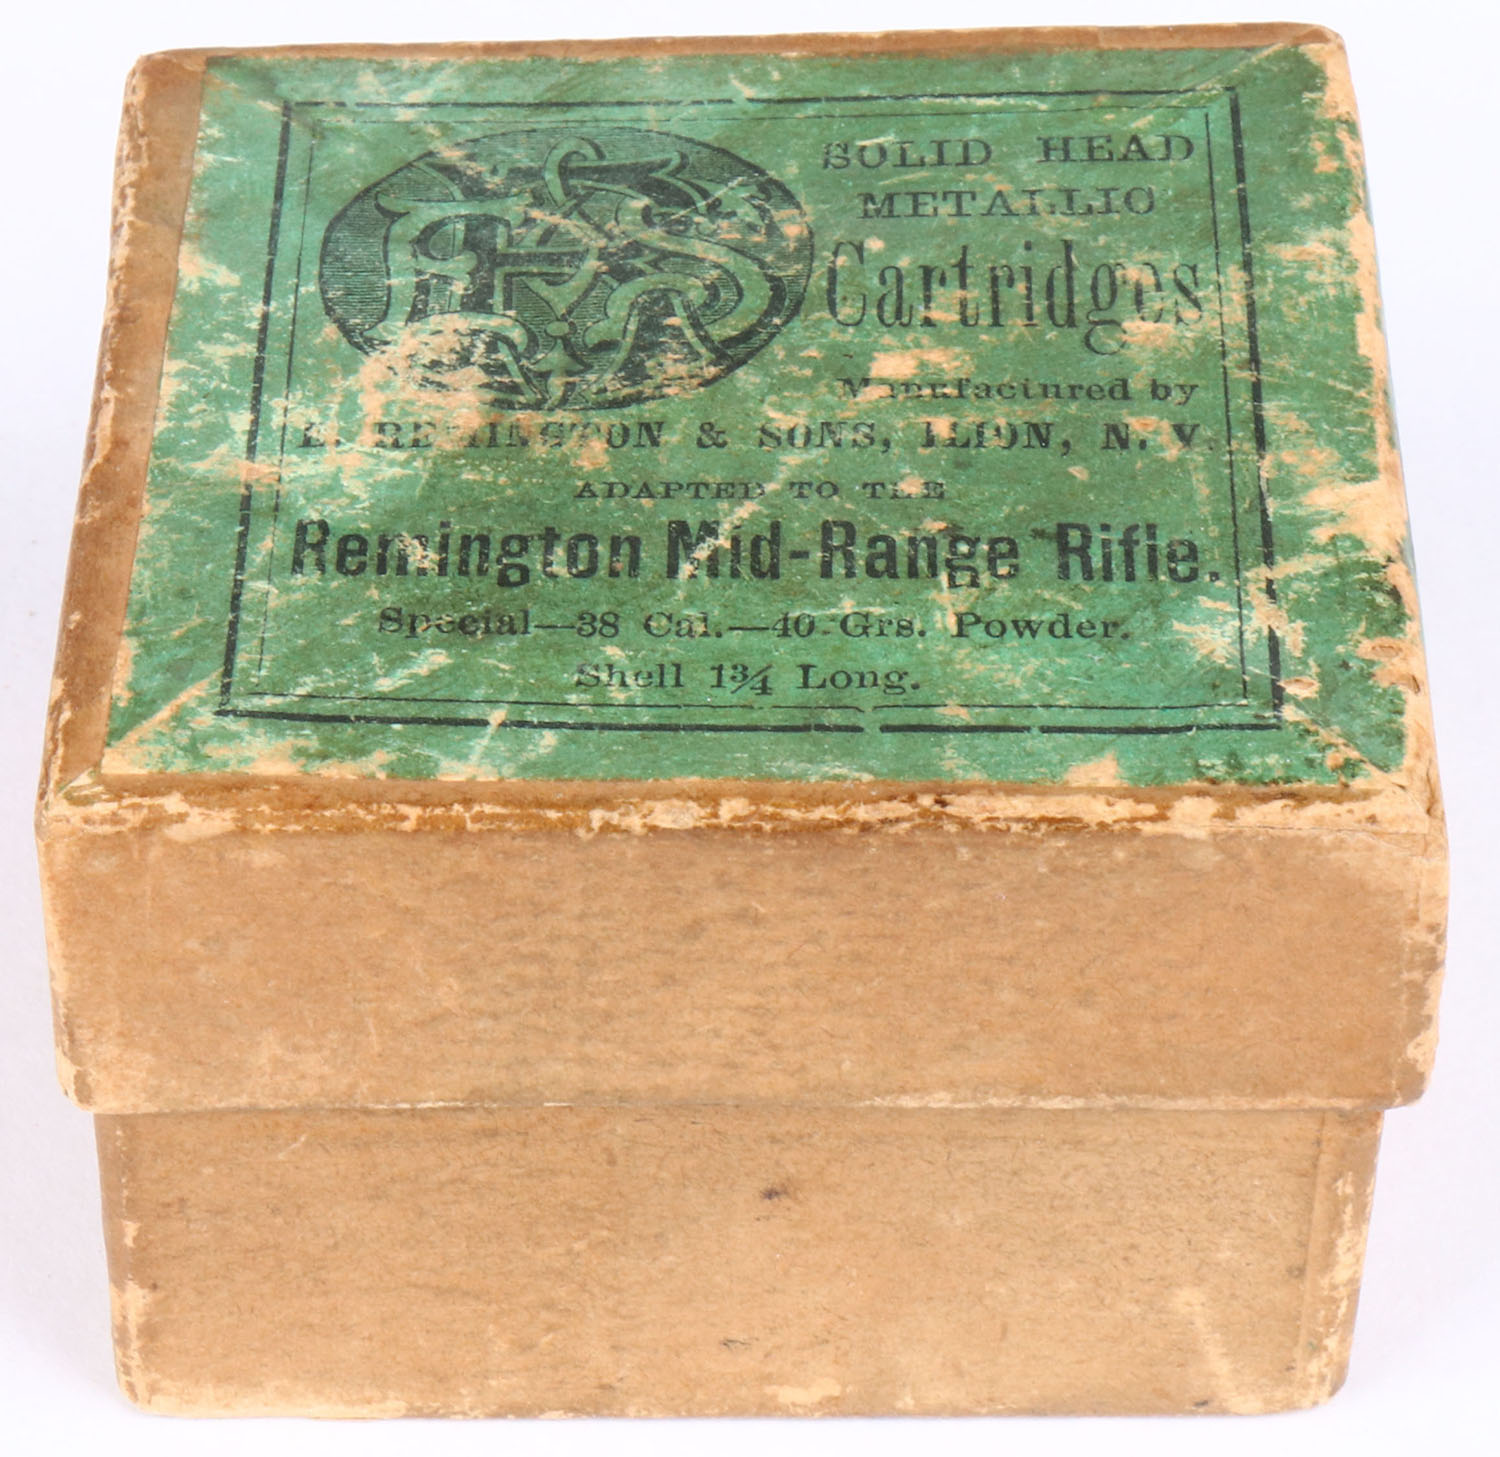 SOLID HEAD
METALLIC
Cartridges
Manufactured by
E. REMINGTON & SONS, ILION, N. Y.
ADAPTED TO THE
Remington Mid-Range Rifle.
Special—38 Cal.—40 Grs. Powder.
Shell 1¾ Long.